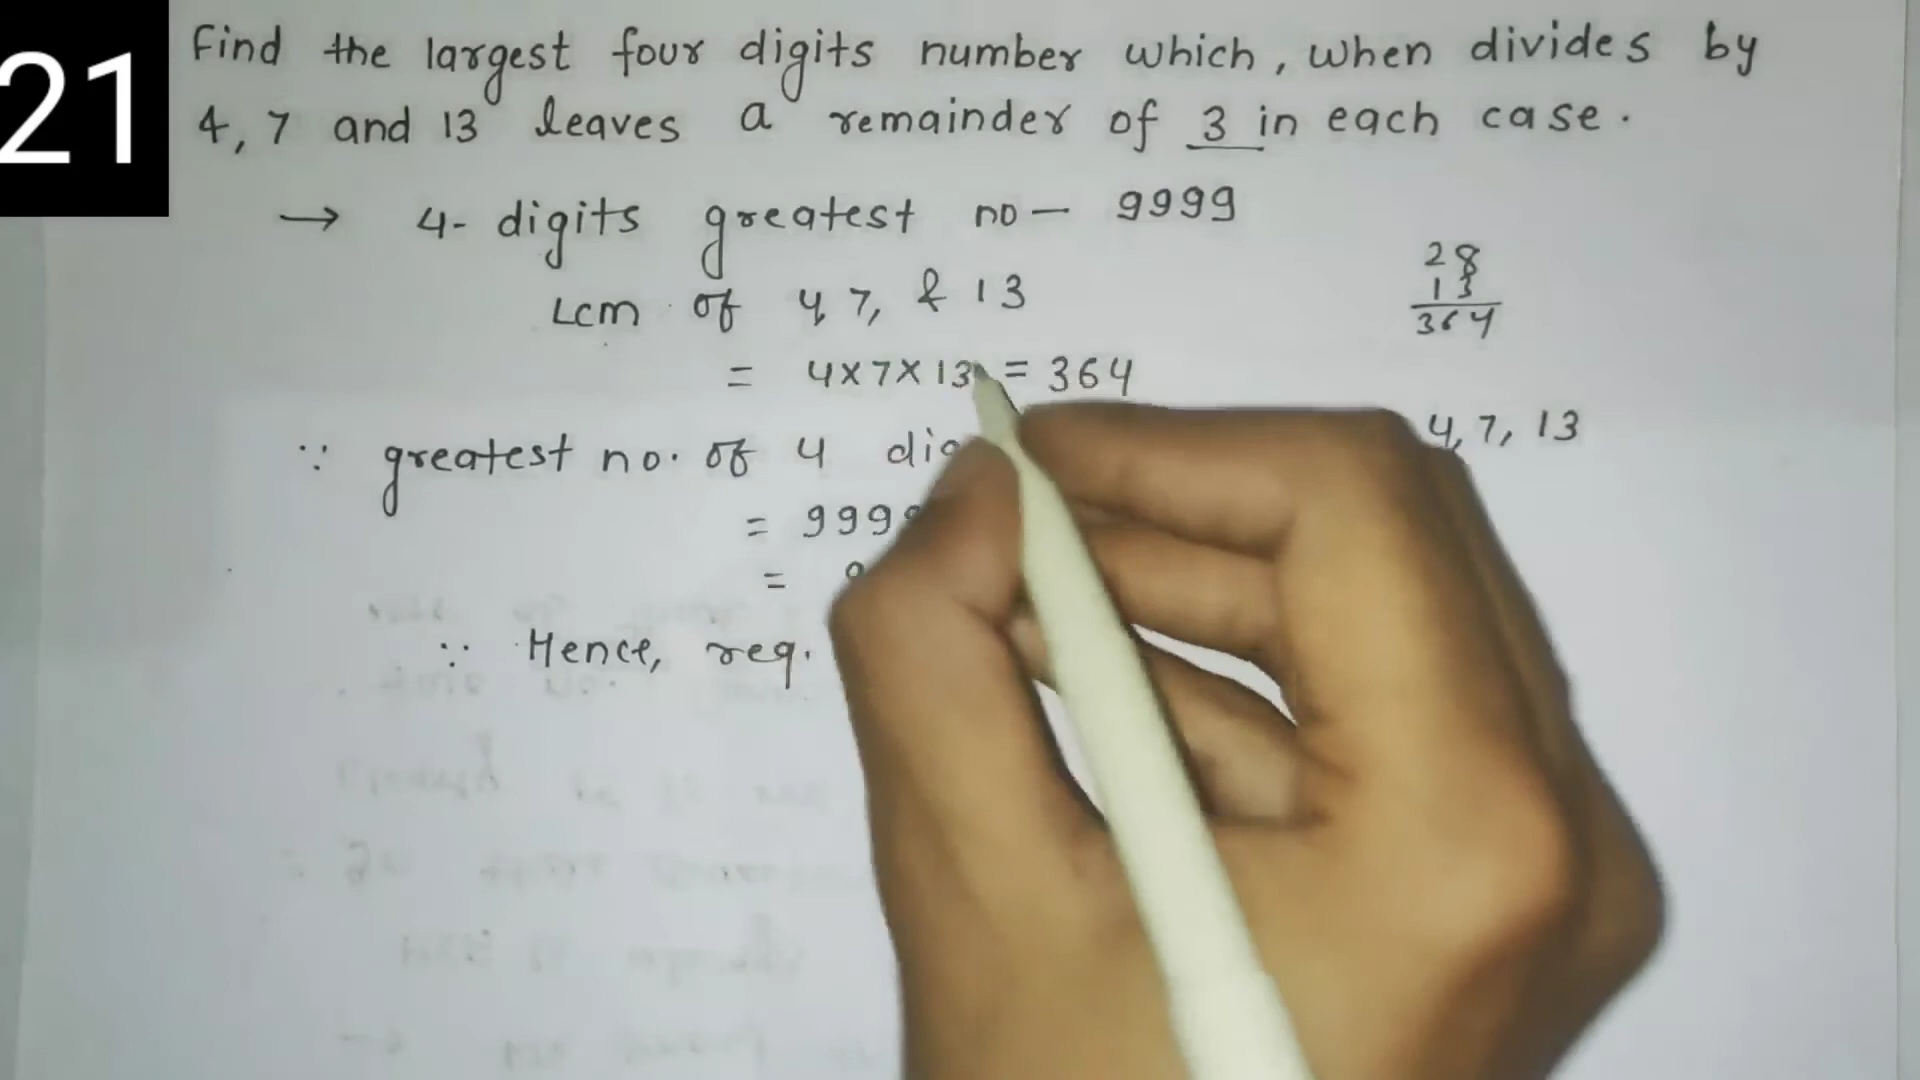 21
Find the largest four digits number which, when divides by
4, 7 and 13 leaves a remainder of 3 in each case.
→ 4- digits greatest no — 9999
28
13
364
Lcm of 4, 7, & 13
= 4×7×13 = 364
4, 7, 13
∵ greatest no. of 4
= 999
=
∵ Hence, req.